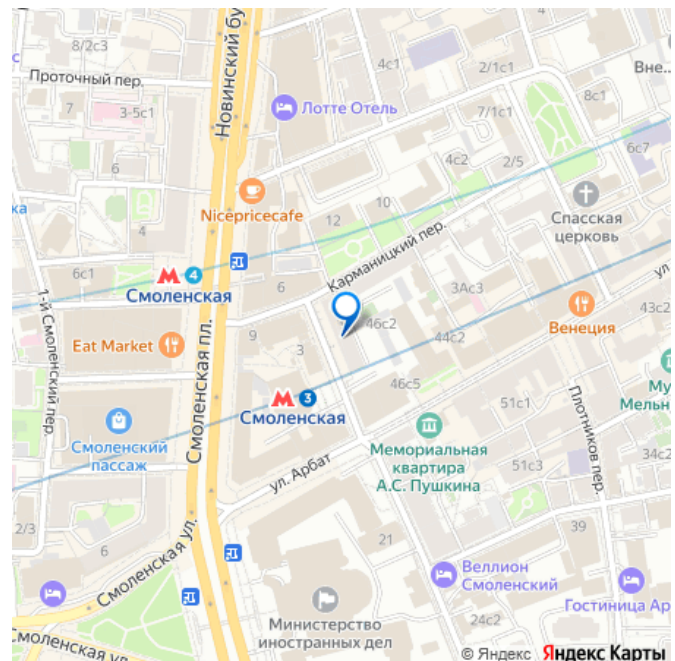 8/2с3
Проточный пер.
7
3-5с1
6
4
Новинский бу
4с1
2/1с1
Вне...
8с1
Лотте Отель
7/1с1
4с2
2/5
6с7
ка
Nicepricecafe
12
10
Спасская
церковь
6с1
4
Смоленская
6
Карманицкий пер.
3Ас3
ул
1-й Смоленский пер.
Eat Market
Смоленская пл.
9
3
46с2
44с2
Венеция
43с2
3
Смоленская
46с5
51с1
Му
Мельн
Смоленский
пассаж
Мемориальная
квартира
А.С. Пушкина
Плотников пер.
ул. Арбат
51с3
34с2
2/3
6
Смоленская ул.
21
39
Веллион
Смоленский
Гостиница Ар
Министерство
иностранных дел
24с2
Смоленская ул.
© Яндекс Яндекс Карты